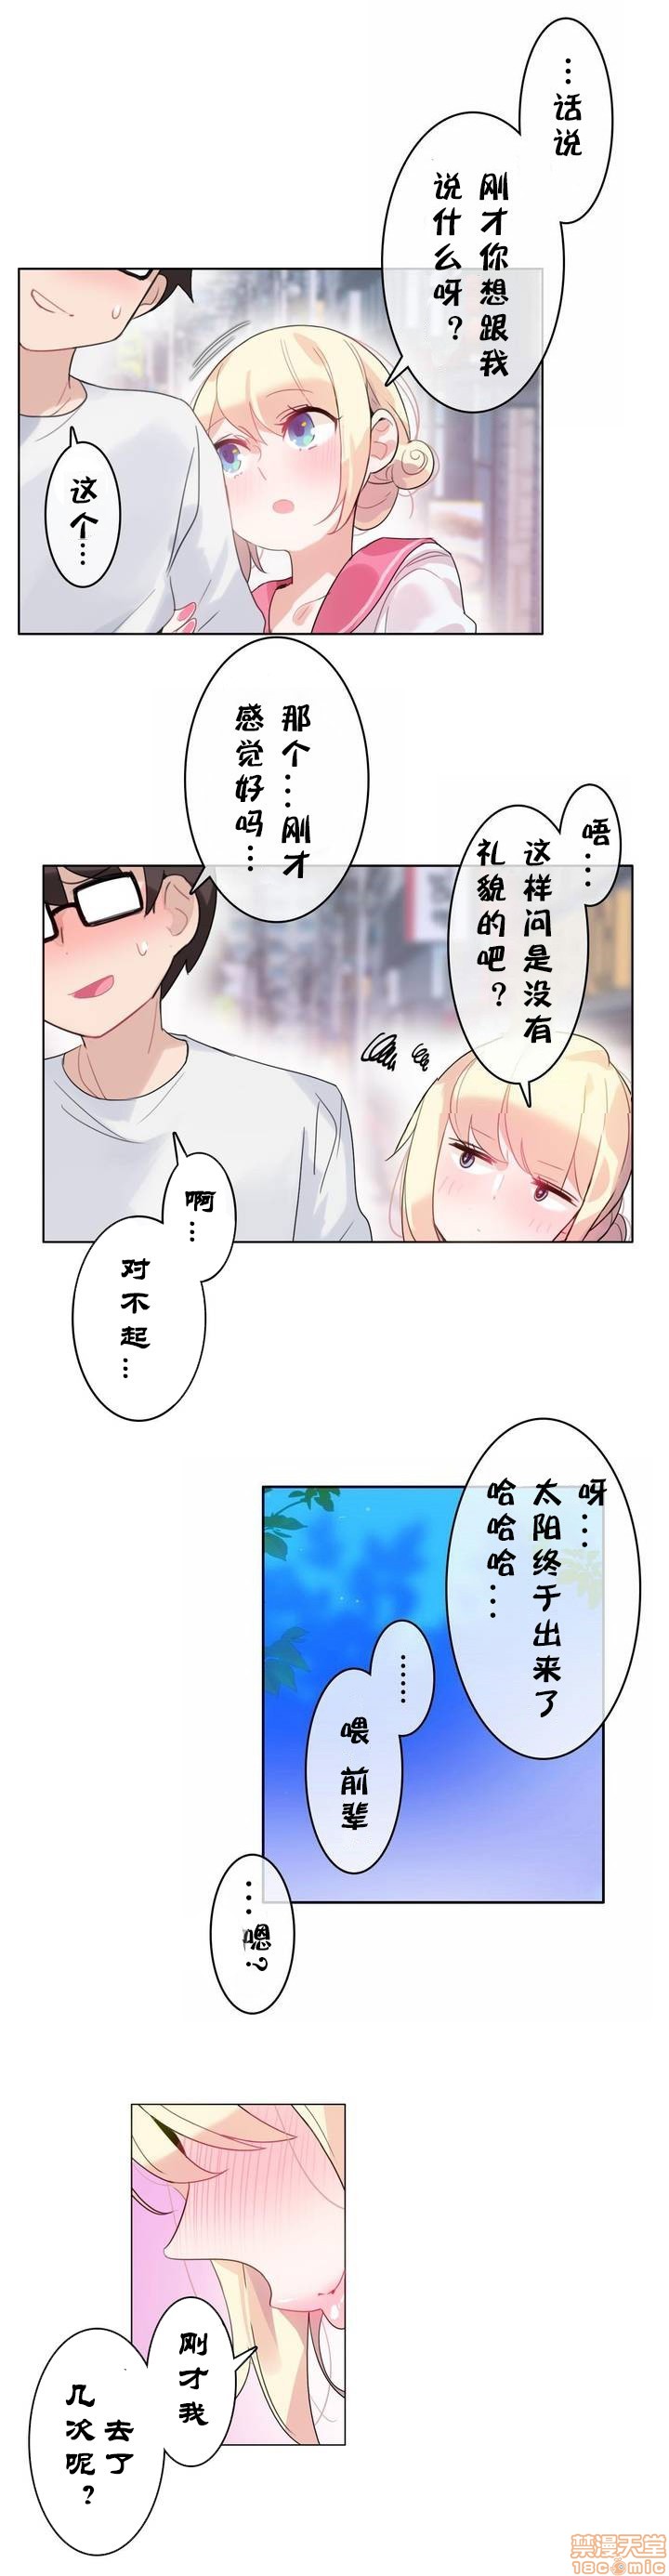 …话说
刚才你想跟我
说什么呀？
这个…
那个…刚才
感觉好吗…
唔…
这样问是没有
礼貌的吧？
啊…
对不起…
呀…
太阳终于出来了
哈哈哈…
……
喂 前辈
…嗯？
刚才我
去了
几次呢？
禁漫天堂
18comic